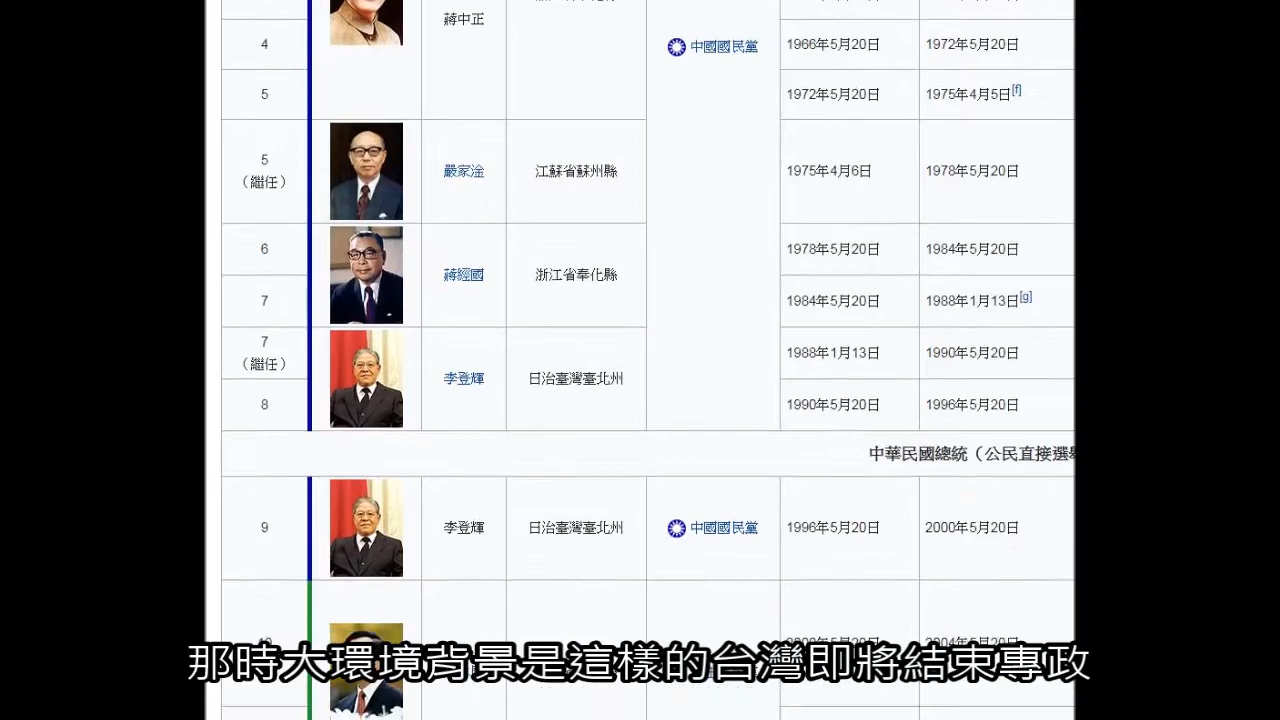 蔣中正
4
中國國民黨
1966年5月20日
1972年5月20日
5
1972年5月20日
1975年4月5日[f]
5
（繼任）
嚴家淦
江蘇省蘇州縣
1975年4月6日
1978年5月20日
6
1978年5月20日
1984年5月20日
蔣經國
浙江省奉化縣
7
1984年5月20日
1988年1月13日[g]
7
（繼任）
1988年1月13日
1990年5月20日
李登輝
日治臺灣臺北州
8
1990年5月20日
1996年5月20日
中華民國總統（公民直接選
9
李登輝
日治臺灣臺北州
中國國民黨
1996年5月20日
2000年5月20日
那時大環境背景是這樣的台灣即將結束專政